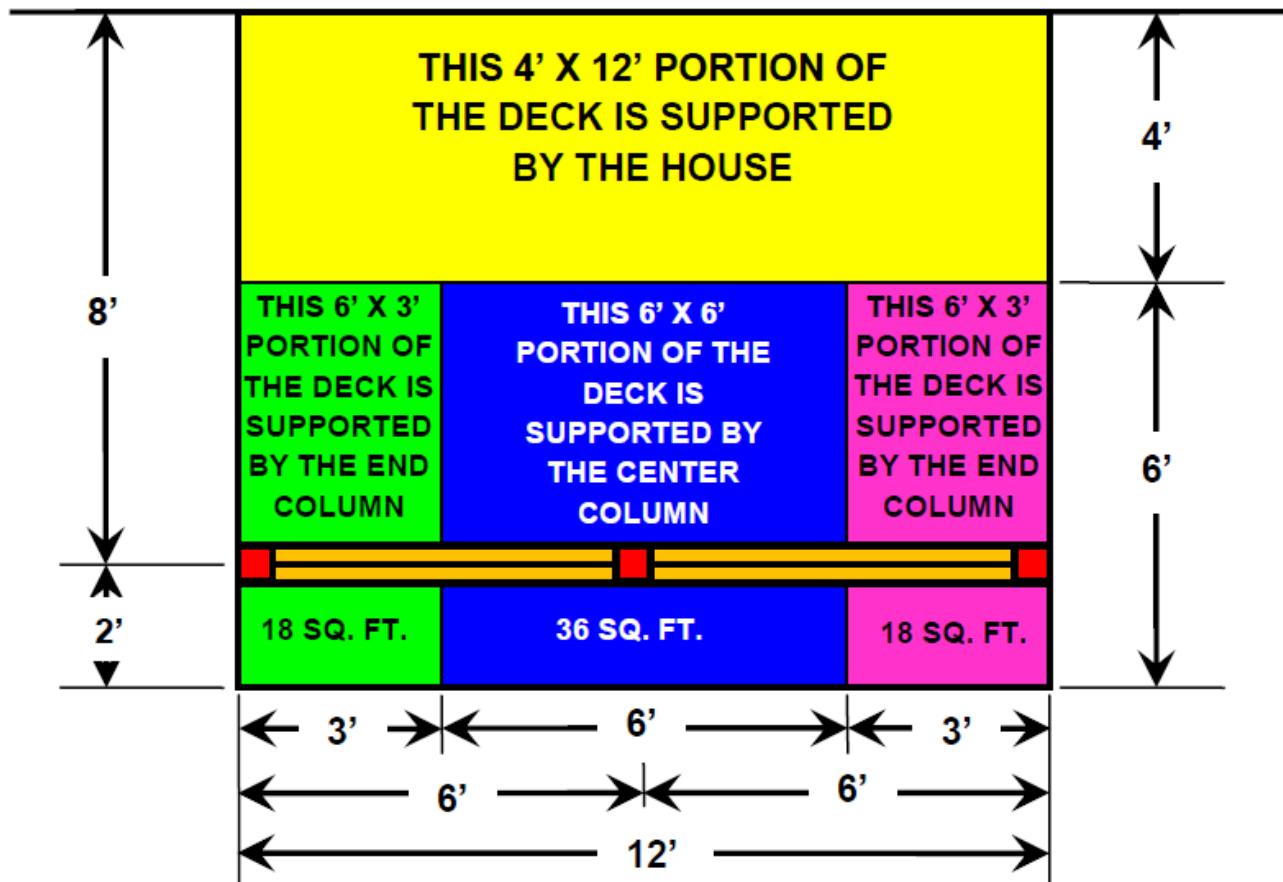 THIS 4’ X 12’ PORTION OF
THE DECK IS SUPPORTED
BY THE HOUSE
4’
8’
THIS 6’ X 3’
PORTION OF
THE DECK IS
SUPPORTED
BY THE END
COLUMN
THIS 6’ X 6’
PORTION OF THE
DECK IS
SUPPORTED BY
THE CENTER
COLUMN
THIS 6’ X 3’
PORTION OF
THE DECK IS
SUPPORTED
BY THE END
COLUMN
6’
2’
18 SQ. FT.
36 SQ. FT.
18 SQ. FT.
3’
6’
3’
6’
6’
12’